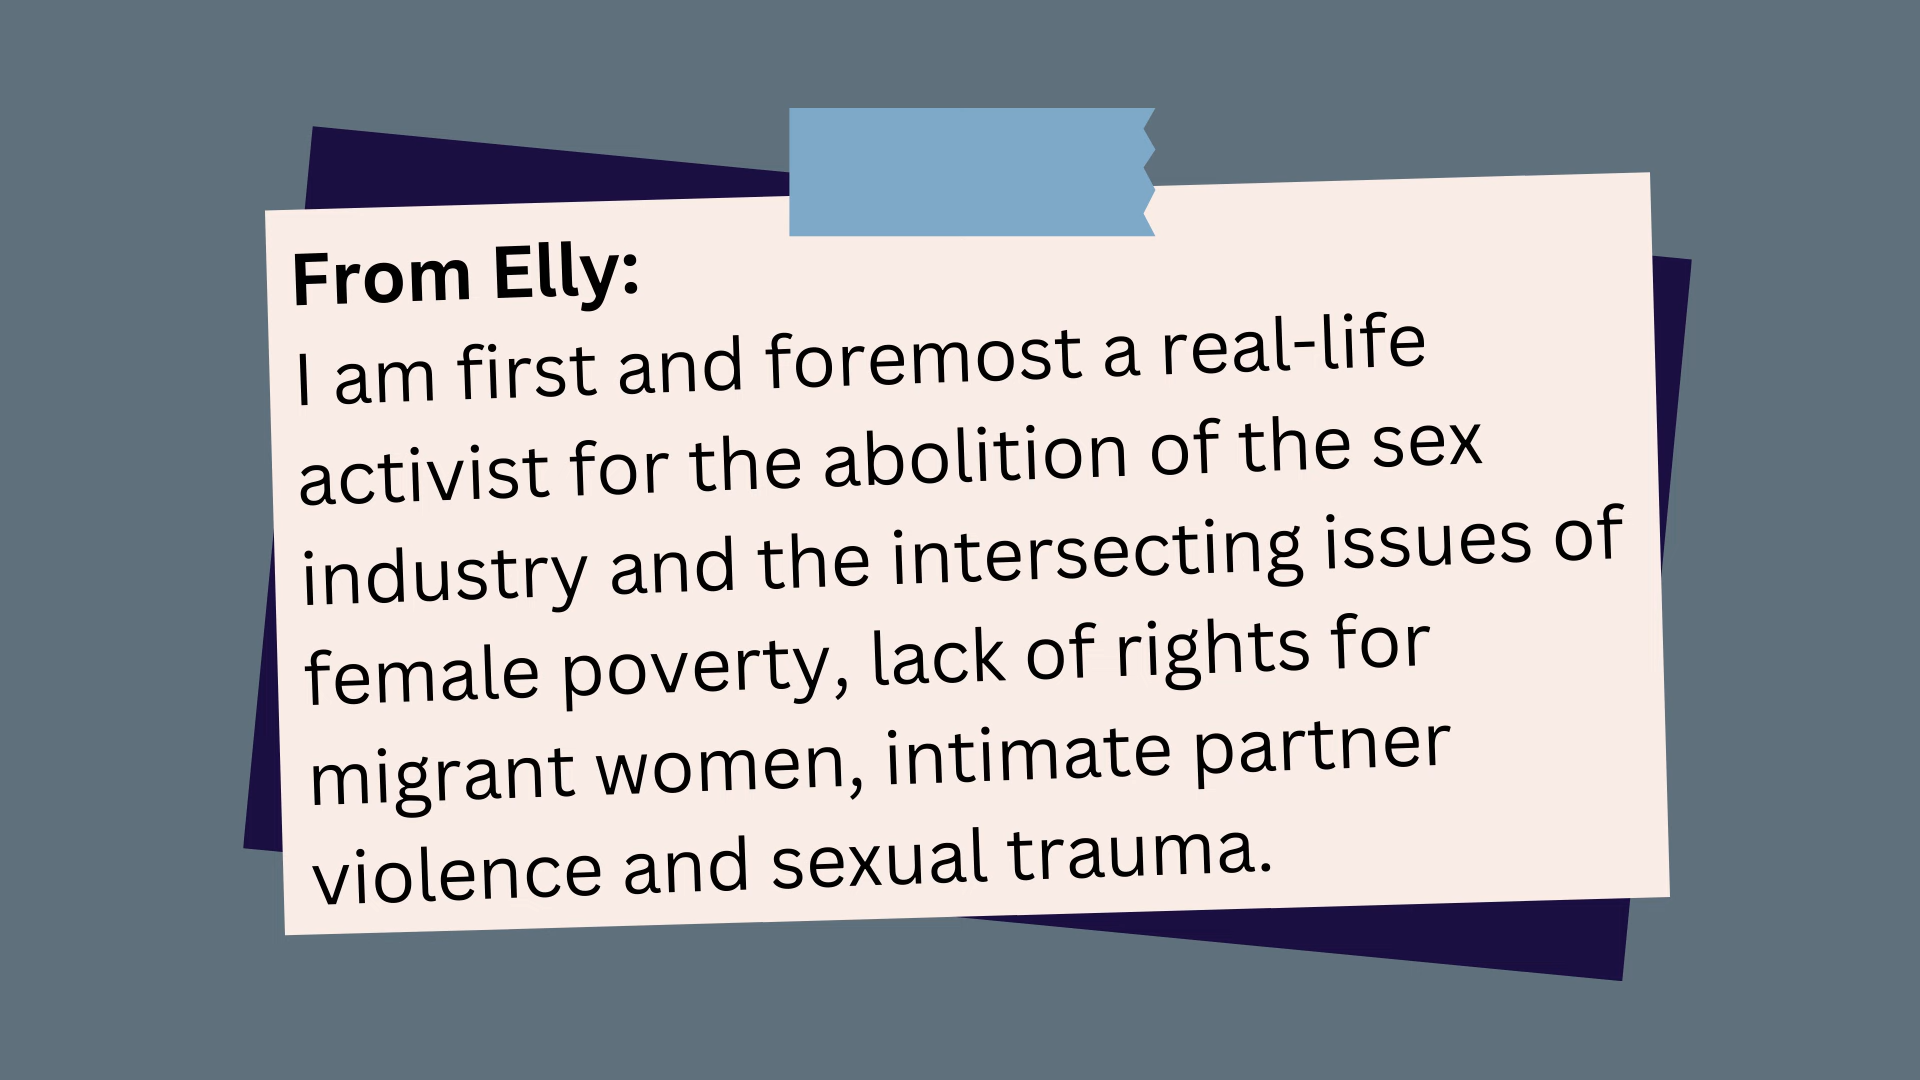 From Elly:
I am first and foremost a real-life
activist for the abolition of the sex
industry and the intersecting issues of
female poverty, lack of rights for
migrant women, intimate partner
violence and sexual trauma.